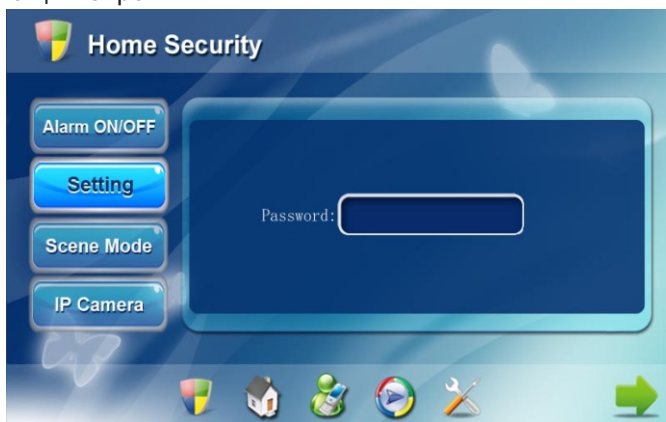 Home Security
Alarm ON/OFF
Setting
Password:
Scene Mode
IP Camera